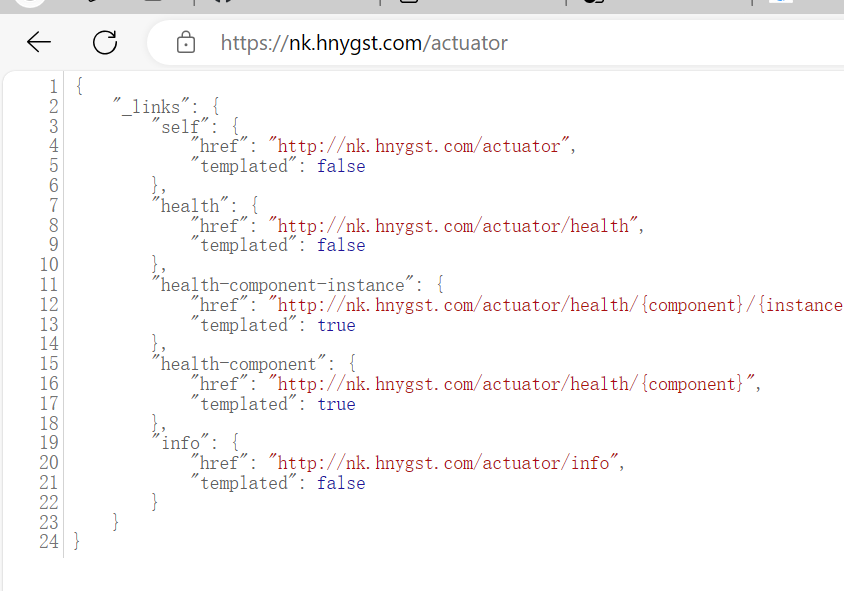 https://nk.hnygst.com/actuator
1 {
2 "_links": {
3 "self": {
4 "href": "http://nk.hnygst.com/actuator",
5 "templated": false
6 },
7 "health": {
8 "href": "http://nk.hnygst.com/actuator/health",
9 "templated": false
10 },
11 "health-component-instance": {
12 "href": "http://nk.hnygst.com/actuator/health/{component}/{instance
13 "templated": true
14 },
15 "health-component": {
16 "href": "http://nk.hnygst.com/actuator/health/{component}",
17 "templated": true
18 },
19 "info": {
20 "href": "http://nk.hnygst.com/actuator/info",
21 "templated": false
22 }
23 }
24 }